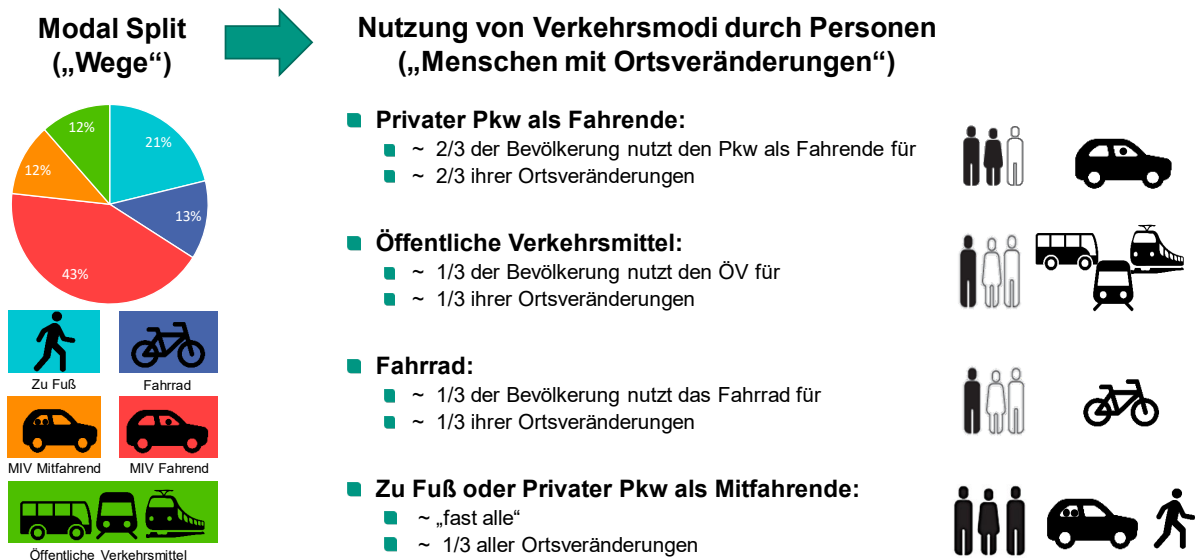 Modal Split
(„Wege“)
Nutzung von Verkehrsmodi durch Personen
(„Menschen mit Ortsveränderungen“)
12%
21%
12%
13%
43%
Zu Fuß
Fahrrad
MIV Mitfahrend
MIV Fahrend
Öffentliche Verkehrsmittel
Privater Pkw als Fahrende:
~ 2/3 der Bevölkerung nutzt den Pkw als Fahrende für
~ 2/3 ihrer Ortsveränderungen
Öffentliche Verkehrsmittel:
~ 1/3 der Bevölkerung nutzt den ÖV für
~ 1/3 ihrer Ortsveränderungen
Fahrrad:
~ 1/3 der Bevölkerung nutzt das Fahrrad für
~ 1/3 ihrer Ortsveränderungen
Zu Fuß oder Privater Pkw als Mitfahrende:
~ „fast alle“
~ 1/3 aller Ortsveränderungen